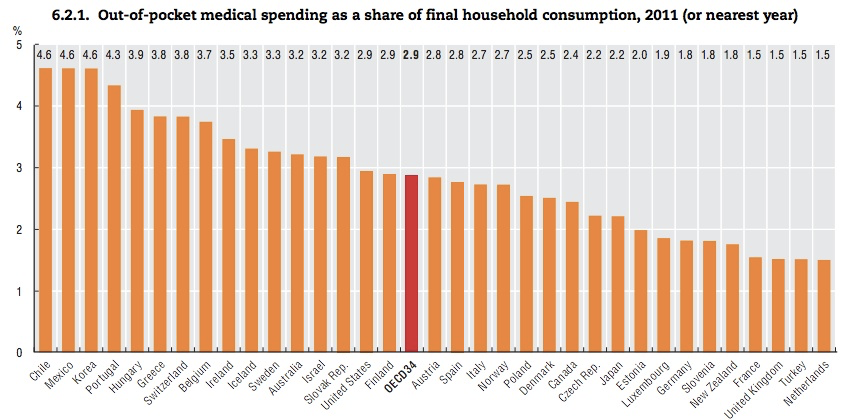 6.2.1. Out-of-pocket medical spending as a share of final household consumption, 2011 (or nearest year)
%
5
4.6 4.6 4.6 4.3 3.9 3.8 3.8 3.7 3.5 3.3 3.3 3.2 3.2 3.2 2.9 2.9 2.9 2.8 2.8 2.7 2.7 2.5 2.5 2.4 2.2 2.2 2.0 1.9 1.8 1.8 1.8 1.5 1.5 1.5 1.5
4
3
2
1
0
Chile
Mexico
Korea
Portugal
Hungary
Greece
Switzerland
Belgium
Ireland
Iceland
Sweden
Australia
Israel
Slovak Rep.
United States
Finland
OECD34
Austria
Spain
Italy
Norway
Poland
Denmark
Canada
Czech Rep.
Japan
Estonia
Luxembourg
Germany
Slovenia
New Zealand
France
United Kingdom
Turkey
Netherlands